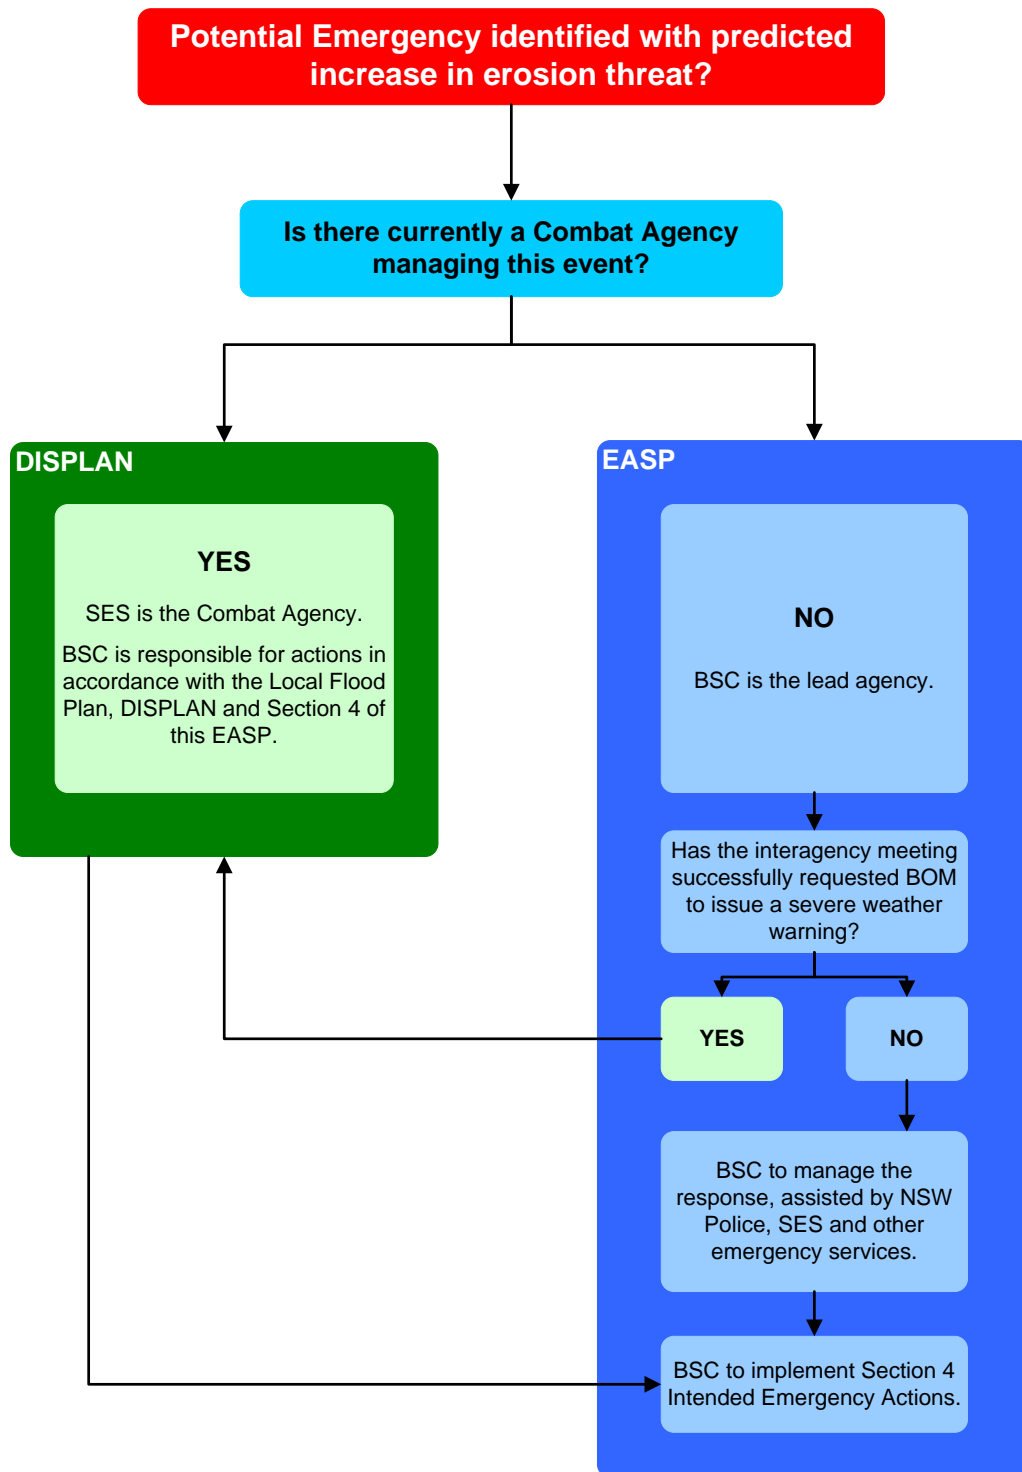 Potential Emergency identified with predicted
increase in erosion threat?
Is there currently a Combat Agency
managing this event?
DISPLAN
YES
SES is the Combat Agency.
BSC is responsible for actions in
accordance with the Local Flood
Plan, DISPLAN and Section 4 of
this EASP.
EASP
NO
BSC is the lead agency.
Has the interagency meeting
successfully requested BOM
to issue a severe weather
warning?
YES
NO
BSC to manage the
response, assisted by NSW
Police, SES and other
emergency services.
BSC to implement Section 4
Intended Emergency Actions.